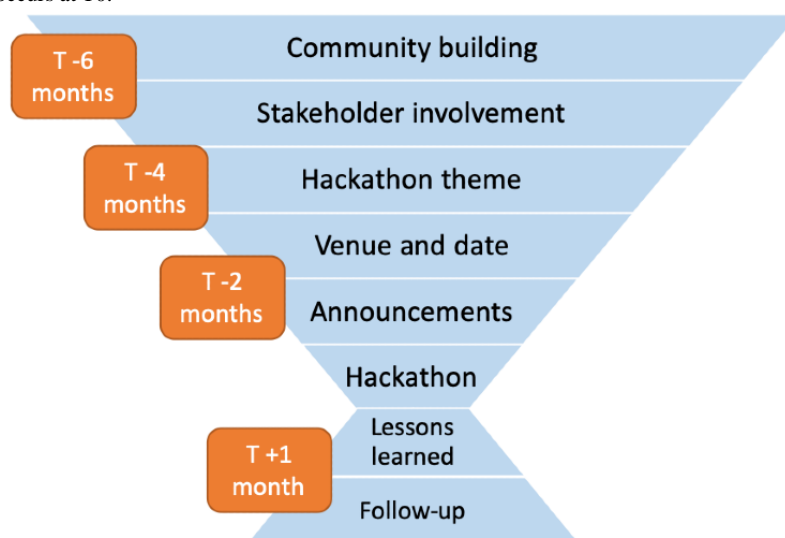 Community building
T -6
months
Stakeholder involvement
T -4
months
Hackathon theme
Venue and date
T -2
months
Announcements
Hackathon
Lessons
learned
T +1
month
Follow-up